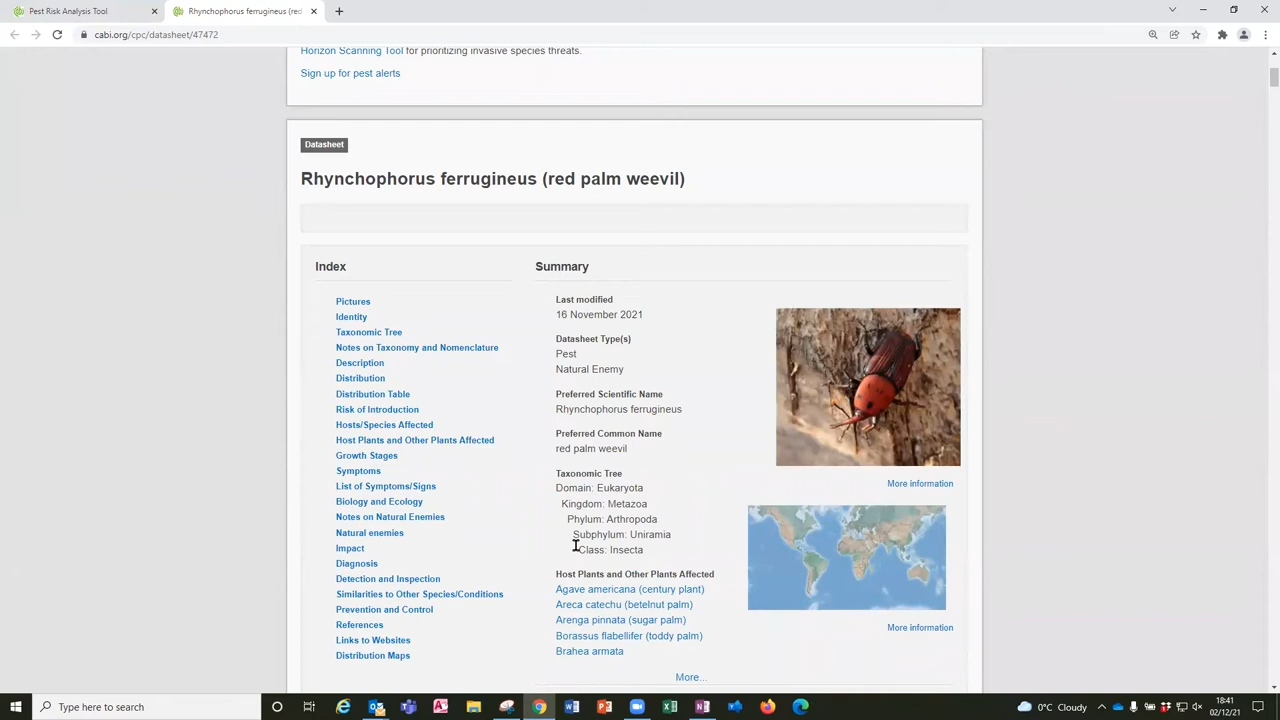 Pest Risk Analysis Tool
Rhynchophorus ferrugineus (red
cabi.org/cpc/datasheet/47472
Horizon Scanning Tool for prioritizing invasive species threats.
Sign up for pest alerts
Datasheet
Rhynchophorus ferrugineus (red palm weevil)
Index
Pictures
Identity
Taxonomic Tree
Notes on Taxonomy and Nomenclature
Description
Distribution
Distribution Table
Risk of Introduction
Hosts/Species Affected
Host Plants and Other Plants Affected
Growth Stages
Symptoms
List of Symptoms/Signs
Biology and Ecology
Notes on Natural Enemies
Natural enemies
Impact
Diagnosis
Detection and Inspection
Similarities to Other Species/Conditions
Prevention and Control
References
Links to Websites
Distribution Maps
Summary
Last modified
16 November 2021
Datasheet Type(s)
Pest
Natural Enemy
Preferred Scientific Name
Rhynchophorus ferrugineus
Preferred Common Name
red palm weevil
Taxonomic Tree
Domain: Eukaryota
Kingdom: Metazoa
Phylum: Arthropoda
Subphylum: Uniramia
Class: Insecta
Host Plants and Other Plants Affected
Agave americana (century plant)
Areca catechu (betelnut palm)
Arenga pinnata (sugar palm)
Borassus flabellifer (toddy palm)
Brahea armata
More...
More information
More information
Type here to search
0°C Cloudy
18:41
02/12/21